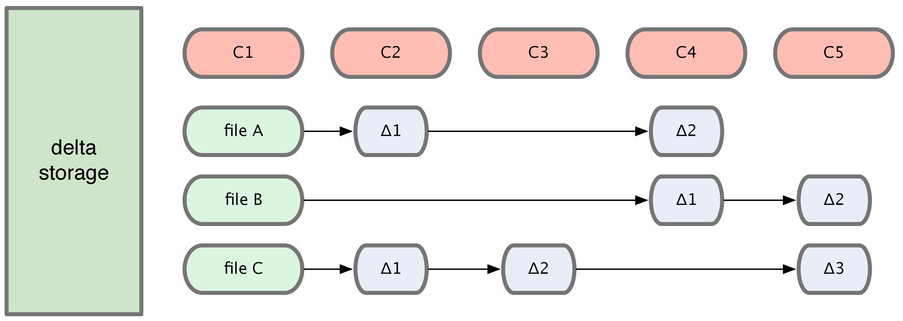 delta
storage
C1 C2 C3 C4 C5
file A Δ1 Δ2
file B Δ1 Δ2
file C Δ1 Δ2 Δ3